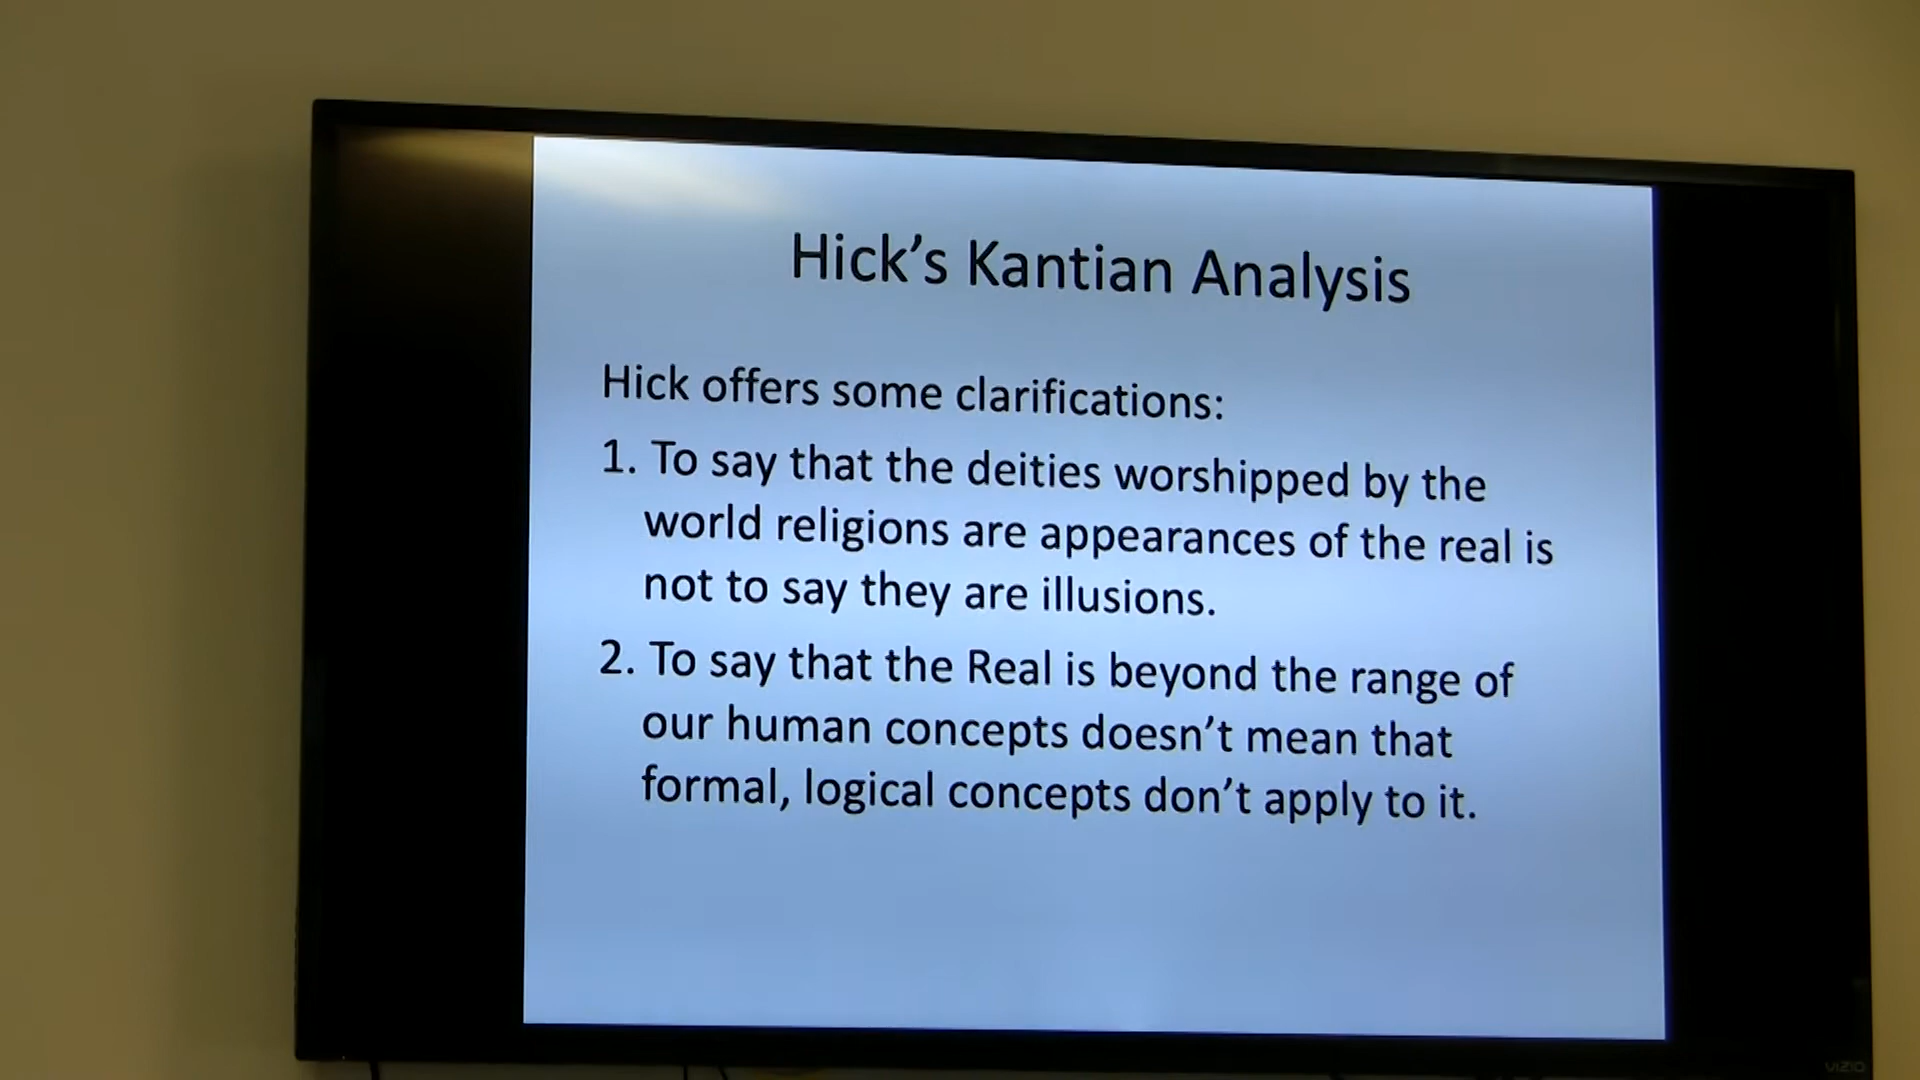 Hick’s Kantian Analysis
Hick offers some clarifications:
1. To say that the deities worshipped by the
world religions are appearances of the real is
not to say they are illusions.
2. To say that the Real is beyond the range of
our human concepts doesn’t mean that
formal, logical concepts don’t apply to it.
VIZIO